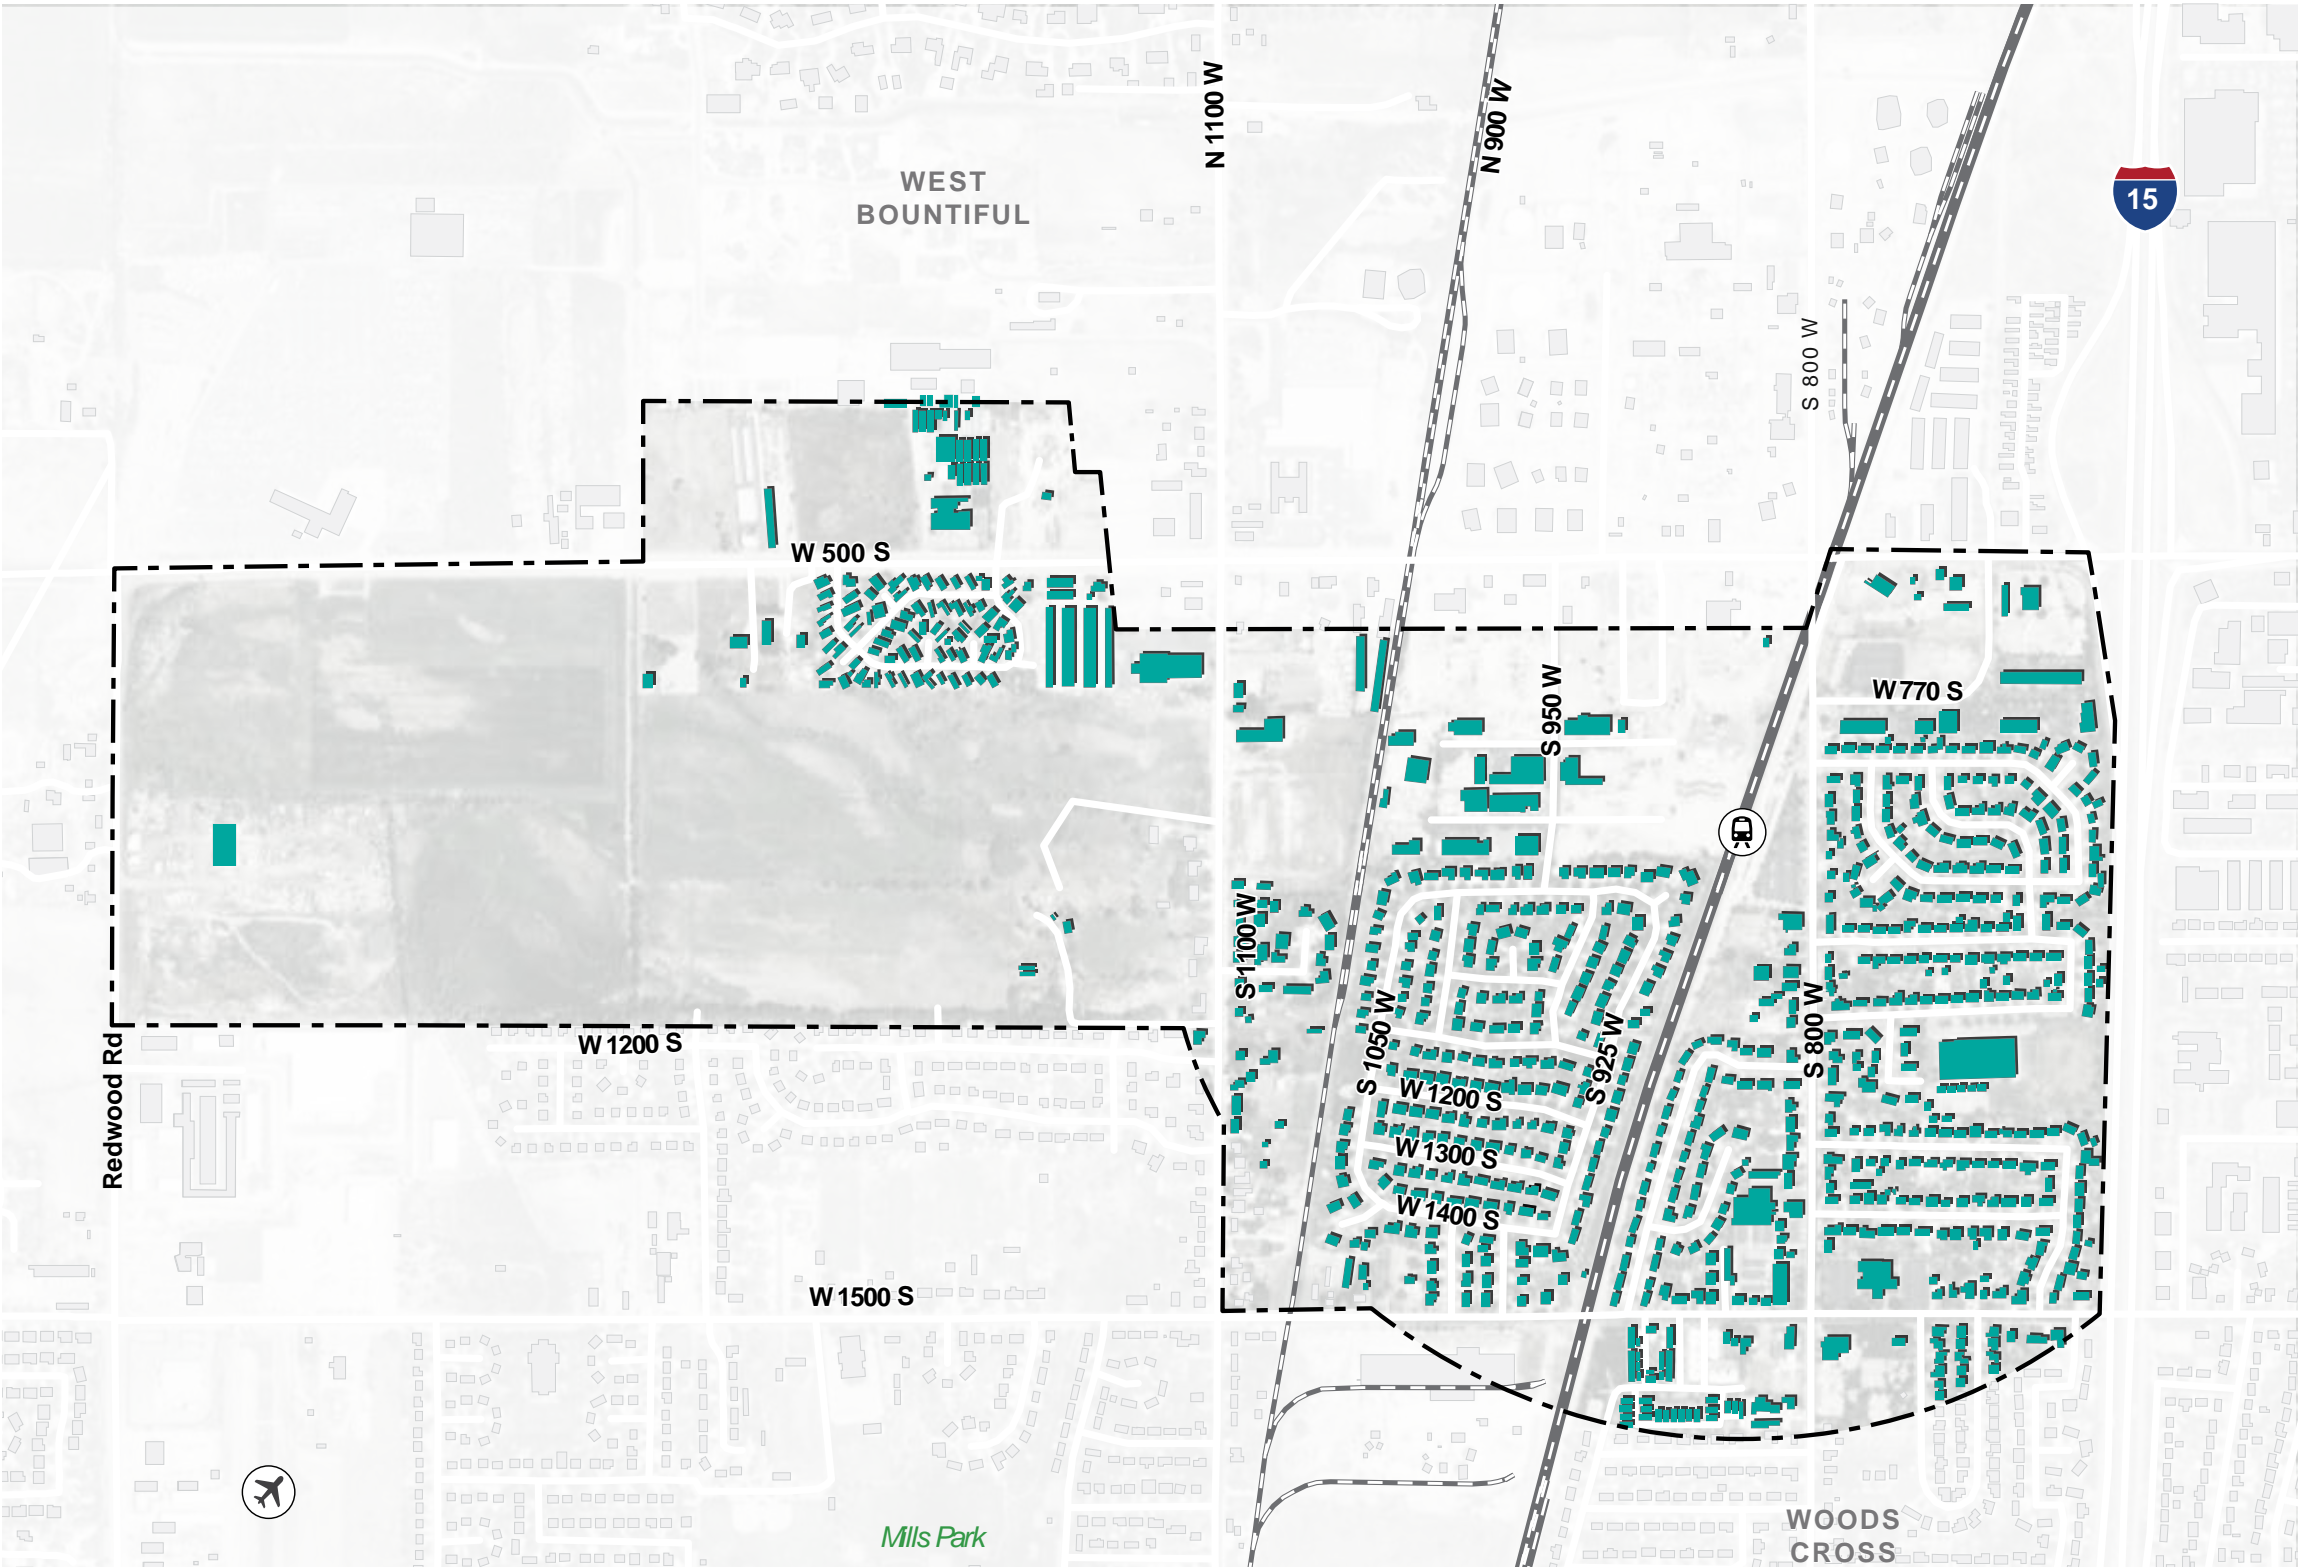 N 1100 W
N 900 W
WEST
BOUNTIFUL
15
S 800 W
W 500 S
W 770 S
S 950 W
S 1100 W
S 1050 W
S 925 W
S 800 W
W 1200 S
Redwood Rd
W 1200 S
W 1300 S
W 1400 S
W 1500 S
Mills Park
WOODS
CROSS